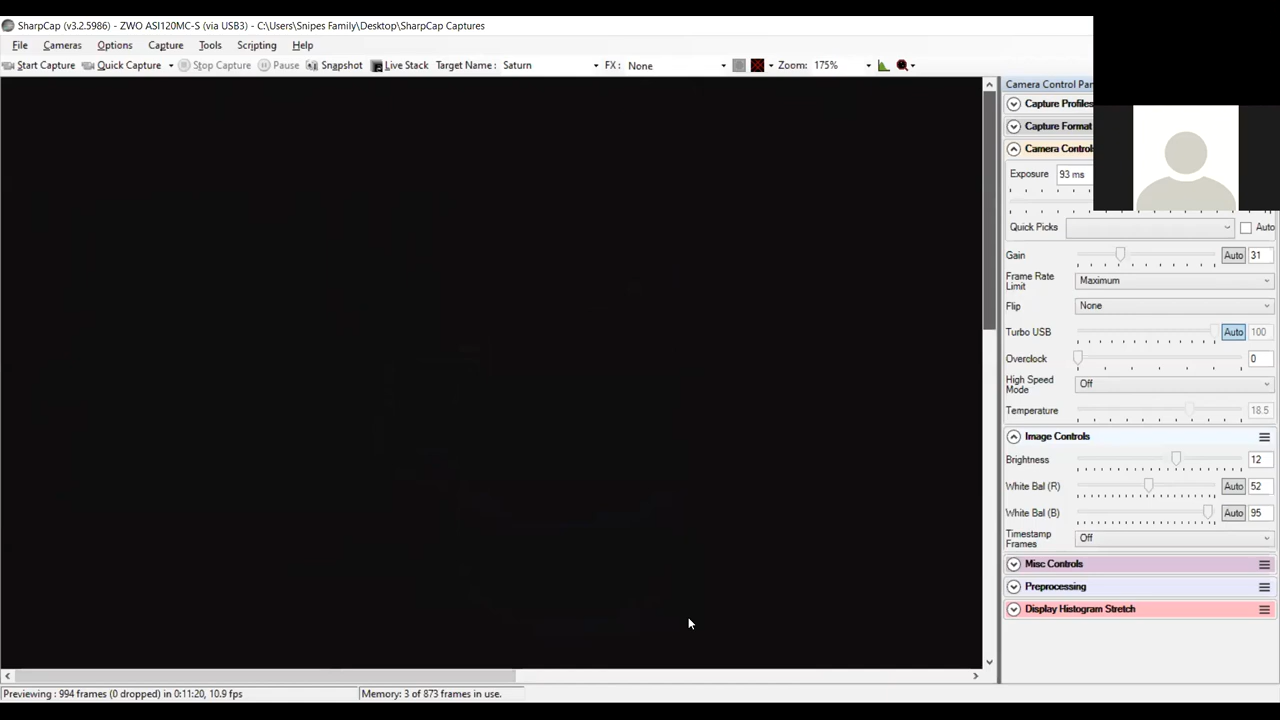 SharpCap (v3.2.5986) - ZWO ASI120MC-S (via USB3) - C:\Users\Snipes Family\Desktop\SharpCap Captures
File Cameras Options Capture Tools Scripting Help
Start Capture Quick Capture Stop Capture Pause Snapshot Live Stack Target Name: Saturn FX: None Zoom: 175%
Camera Control
Capture Profiles
Capture Format
Camera Controls
Exposure 93 ms
Quick Picks Auto
Gain Auto 31
Frame Rate
Limit
Maximum
Flip None
Turbo USB Auto 100
Overclock 0
High Speed
Mode
Off
Temperature 18.5
Image Controls
Brightness 12
White Bal (R) Auto 52
White Bal (B) Auto 95
Timestamp
Frames
Off
Misc Controls
Preprocessing
Display Histogram Stretch
Previewing : 994 frames (0 dropped) in 0:11:20, 10.9 fps
Memory: 3 of 873 frames in use.